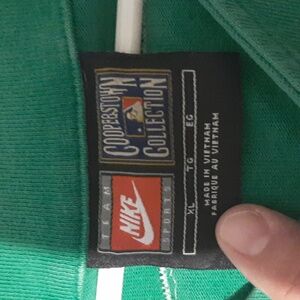 COOPERSTOWN
COLLECTION
TEAM
NIKE
SPORTS
XL TG EG
MADE IN VIETNAM
FABRIQUE AU VIETNAM